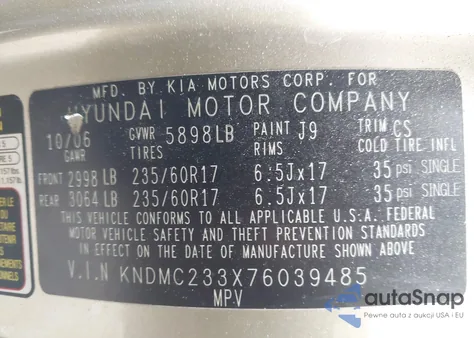 MFD. BY KIA MOTORS CORP. FOR
HYUNDAI MOTOR COMPANY
10/06 GVWR 5898LB PAINT J9 TRIM CS
GAWR TIRES RIMS COLD TIRE INFL
FRONT 2998 LB 235/60R17 6.5Jx17 35 psi SINGLE
REAR 3064 LB 235/60R17 6.5Jx17 35 psi SINGLE
THIS VEHICLE CONFORMS TO ALL APPLICABLE U.S.A. FEDERAL
MOTOR VEHICLE SAFETY AND THEFT PREVENTION STANDARDS
IN EFFECT ON THE DATE OF MANUFACTURE SHOWN ABOVE
V.I.N KNDMC233X76039485
MPV
autoSnap
Pewne auta z aukcji USA i EU